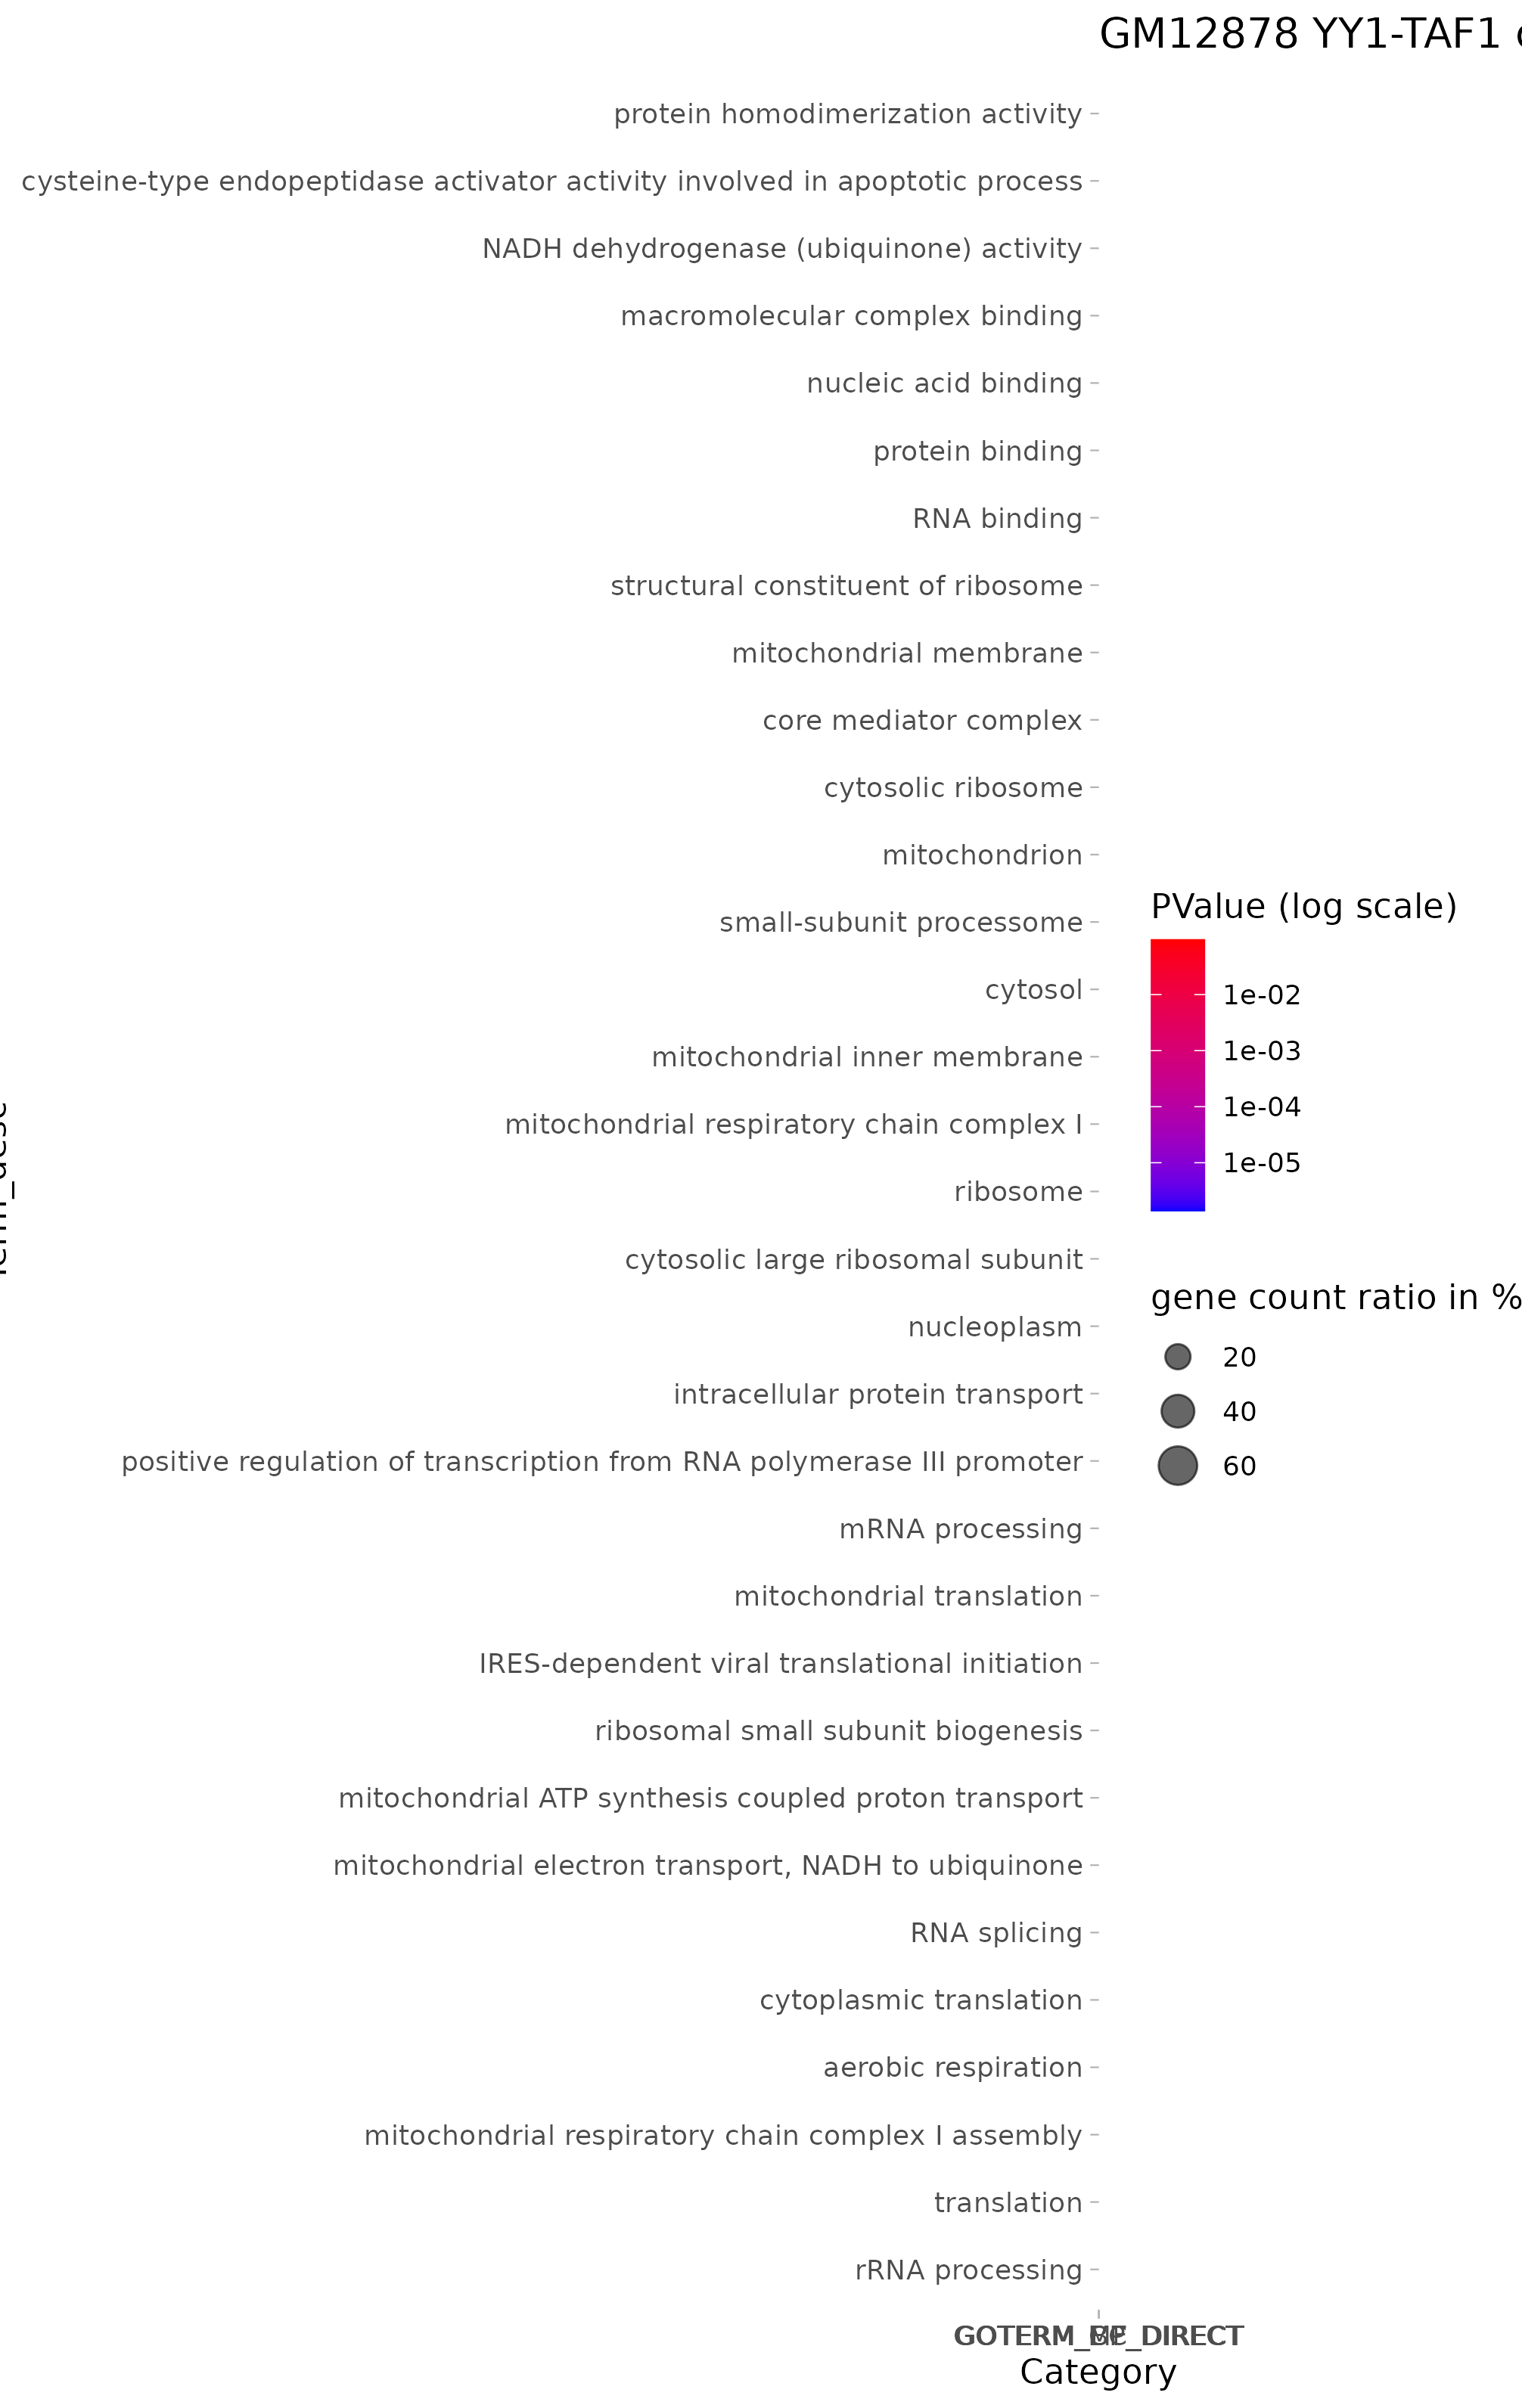 GM12878 YY1-TAF1
protein homodimerization activity
cysteine-type endopeptidase activator activity involved in apoptotic process
NADH dehydrogenase (ubiquinone) activity
macromolecular complex binding
nucleic acid binding
protein binding
RNA binding
structural constituent of ribosome
mitochondrial membrane
core mediator complex
cytosolic ribosome
mitochondrion
small-subunit processome
cytosol
mitochondrial inner membrane
mitochondrial respiratory chain complex I
ribosome
cytosolic large ribosomal subunit
nucleoplasm
intracellular protein transport
positive regulation of transcription from RNA polymerase III promoter
mRNA processing
mitochondrial translation
IRES-dependent viral translational initiation
ribosomal small subunit biogenesis
mitochondrial ATP synthesis coupled proton transport
mitochondrial electron transport, NADH to ubiquinone
RNA splicing
cytoplasmic translation
aerobic respiration
mitochondrial respiratory chain complex I assembly
translation
rRNA processing
Category
PValue (log scale)
1e-02
1e-03
1e-04
1e-05
gene count ratio in %
20
40
60